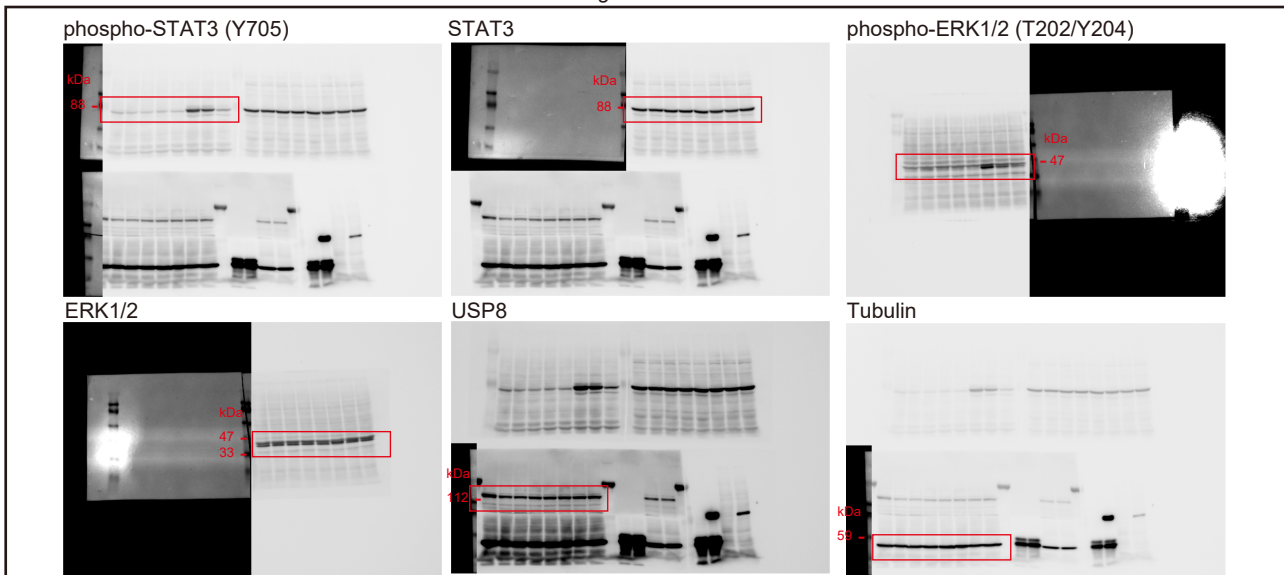 phospho-STAT3 (Y705)
STAT3
phospho-ERK1/2 (T202/Y204)
kDa
88
kDa
88
kDa
47
ERK1/2
USP8
Tubulin
kDa
47
33
kDa
112
kDa
59